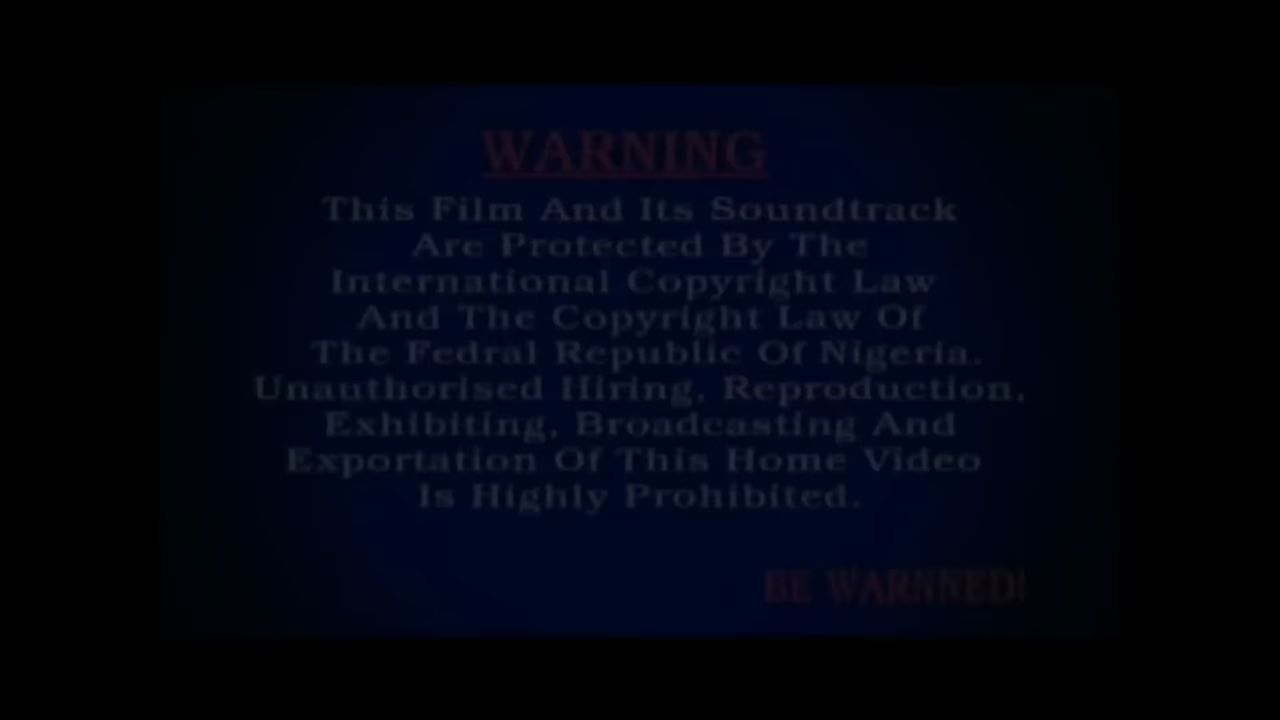 WARNING
This Film And Its Soundtrack
Are Protected By The
International Copyright Law
And The Copyright Law Of
The Fedral Republic Of Nigeria.
Unauthorised Hiring, Reproduction,
Exhibiting, Broadcasting And
Exportation Of This Home Video
Is Highly Prohibited.
BE WARNNED!